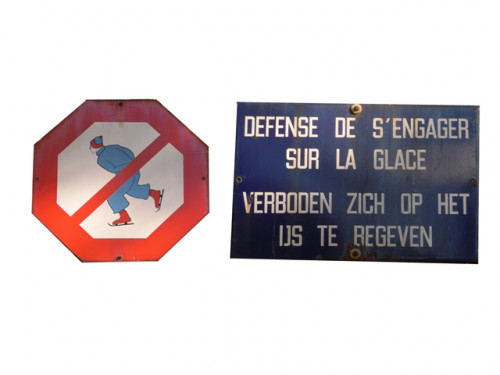 DEFENSE DE S'ENGAGER
SUR LA GLACE
VERBODEN ZICH OP HET
IJS TE BEGEVEN